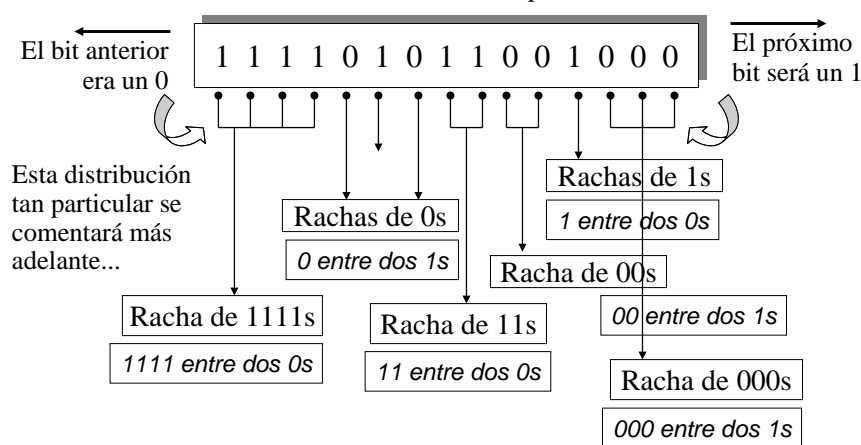 El bit anterior
era un 0
1 1 1 1 0 1 0 1 1 0 0 1 0 0 0
El próximo
bit será un 1
Esta distribución
tan particular se
comentará más
adelante...
Rachas de 1s
1 entre dos 0s
Rachas de 0s
0 entre dos 1s
Racha de 00s
00 entre dos 1s
Racha de 1111s
1111 entre dos 0s
Racha de 11s
11 entre dos 0s
Racha de 000s
000 entre dos 1s